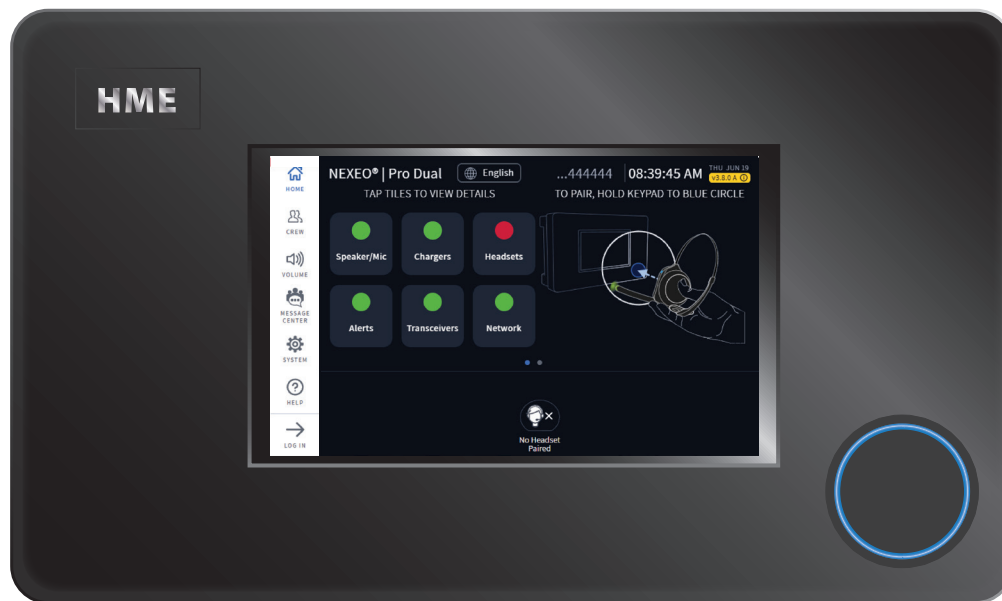 HME
HOME
CREW
VOLUME
MESSAGE
CENTER
SYSTEM
HELP
LOG IN
NEXEO® | Pro Dual
English
...444444
08:39:45 AM
THU JUN 19
v3.8.0 A
TAP TILES TO VIEW DETAILS
TO PAIR, HOLD KEYPAD TO BLUE CIRCLE
Speaker/Mic
Chargers
Headsets
Alerts
Transceivers
Network
No Headset
Paired